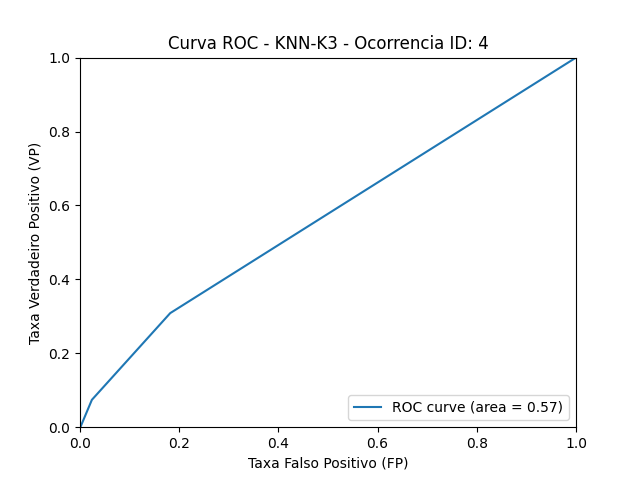 Curva ROC - KNN-K3 - Ocorrencia ID: 4
1.0
0.8
0.6
0.4
0.2
0.0
Taxa Verdadeiro Positivo (VP)
ROC curve (area = 0.57)
0.0 0.2 0.4 0.6 0.8 1.0
Taxa Falso Positivo (FP)